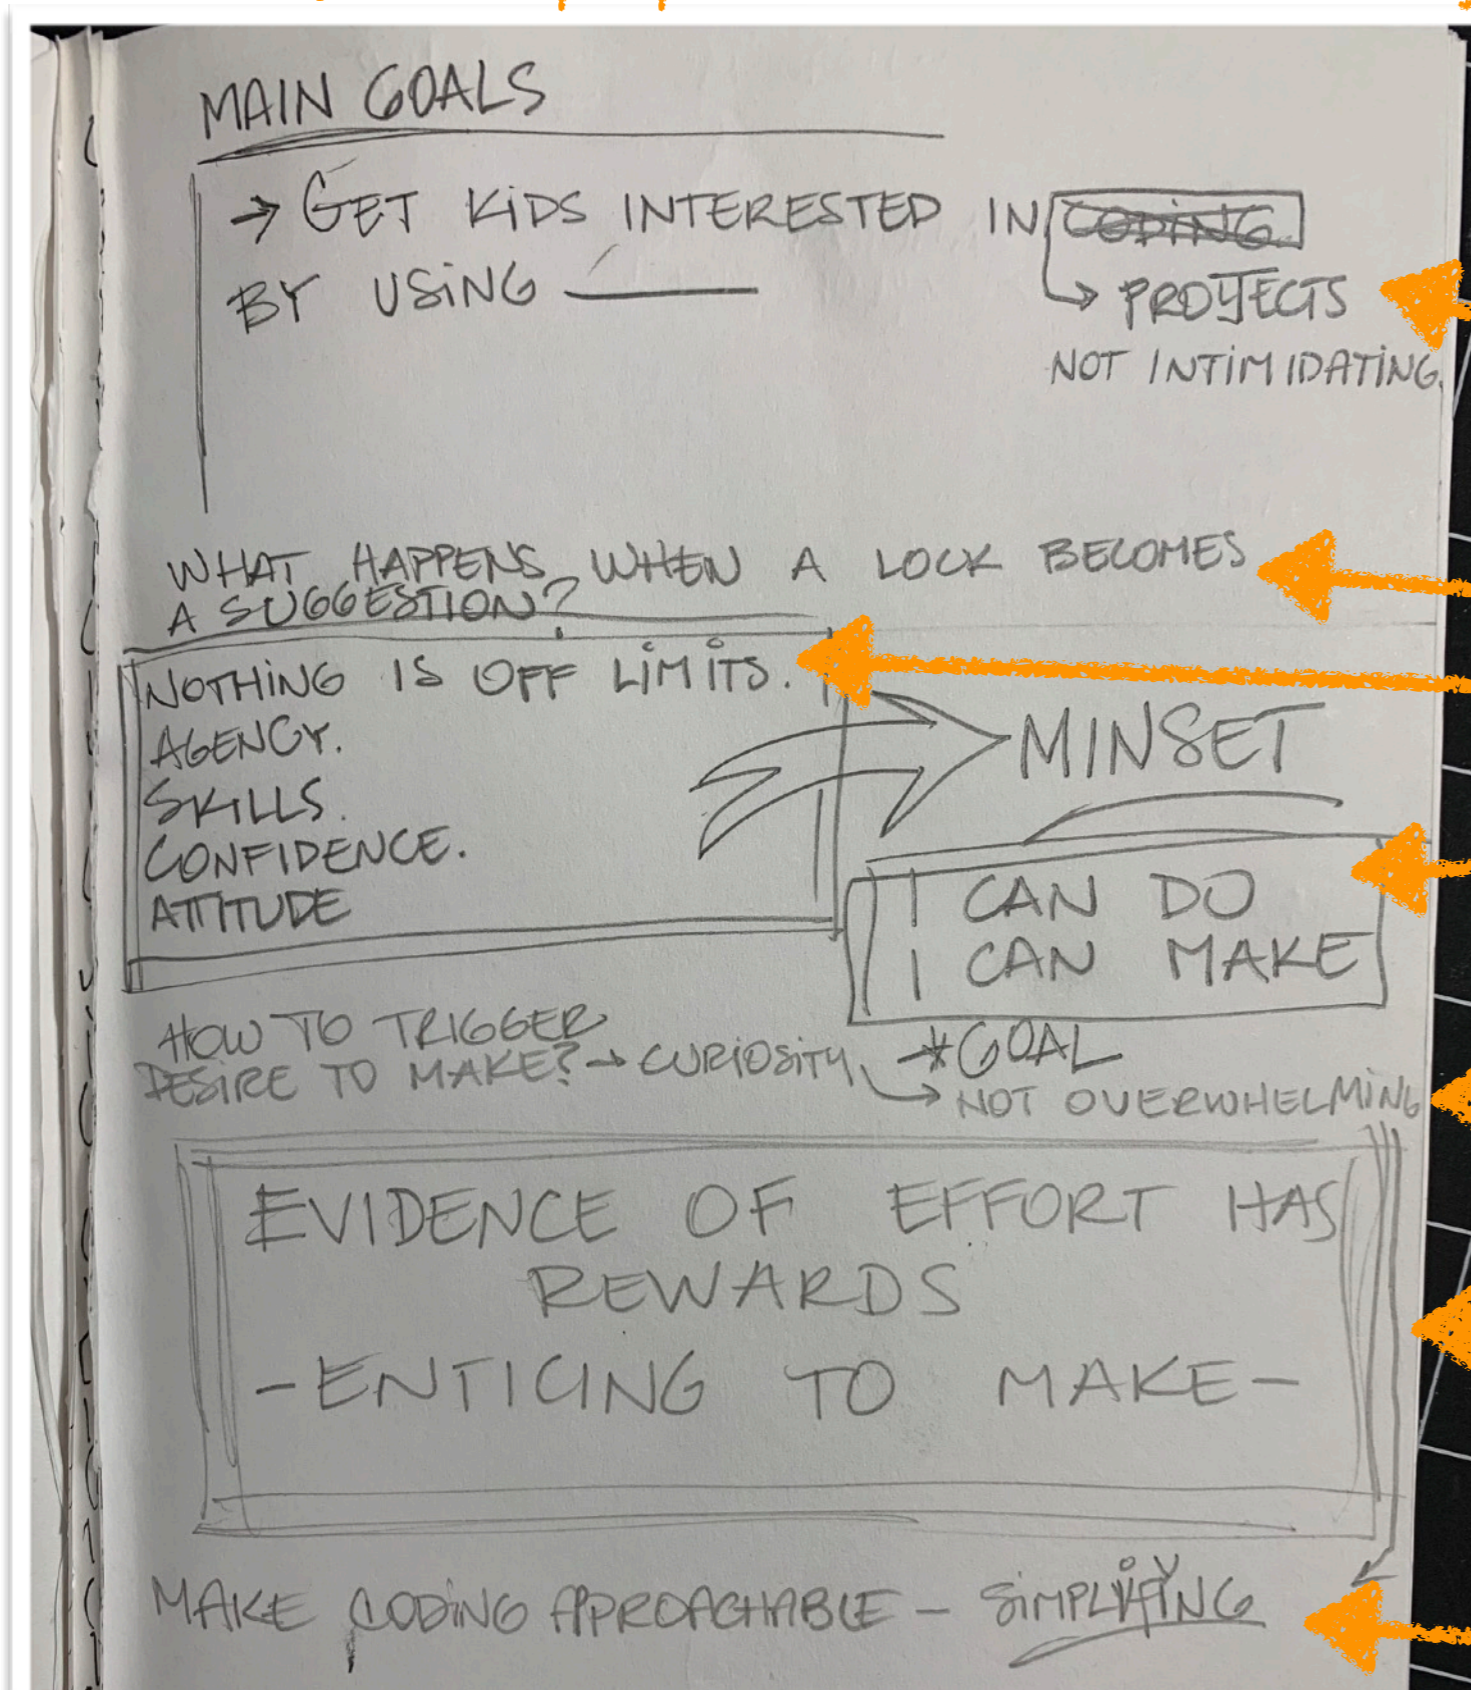 MAIN GOALS
→ GET KIDS INTERESTED IN CODING
BY USING ______ → PROJECTS
NOT INTIMIDATING.
WHAT HAPPENS WHEN A LOCK BECOMES
A SUGGESTION?
NOTHING IS OFF LIMITS.
AGENCY.
SKILLS.
CONFIDENCE.
ATTITUDE
MINSET
I CAN DO
I CAN MAKE
HOW TO TRIGGER
DESIRE TO MAKE? → CURIOSITY
*GOAL
→ NOT OVERWHELMING
EVIDENCE OF EFFORT HAS
REWARDS
-ENTICING TO MAKE-
MAKE CODING APPROACHABLE - SIMPLIFYING